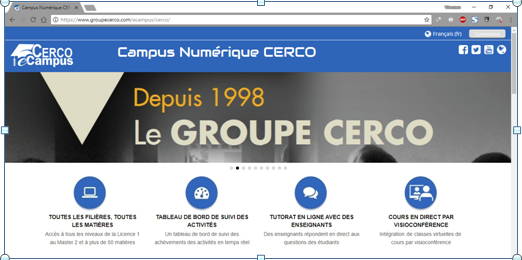 Campus Numérique CER
https://www.groupecerco.com/ecampus/cerco/
Français (fr)
CERCO
eCampus
Campus Numérique CERCO
Depuis 1998
Le GROUPE CERCO
TOUTES LES FILIÈRES, TOUTES
LES MATIÈRES
Accès à tous les niveaux de la Licence 1
au Master 2 et à plus de 50 matières
TABLEAU DE BORD DE SUIVI DES
ACTIVITÉS
Un tableau de bord de suivi des
achèvements des activités en temps réel
TUTORAT EN LIGNE AVEC DES
ENSEIGNANTS
Des enseignants répondent en direct aux
questions des étudiants
COURS EN DIRECT PAR
VISIOCONFÉRENCE
Intégration de classes virtuelles de
cours par visioconférence